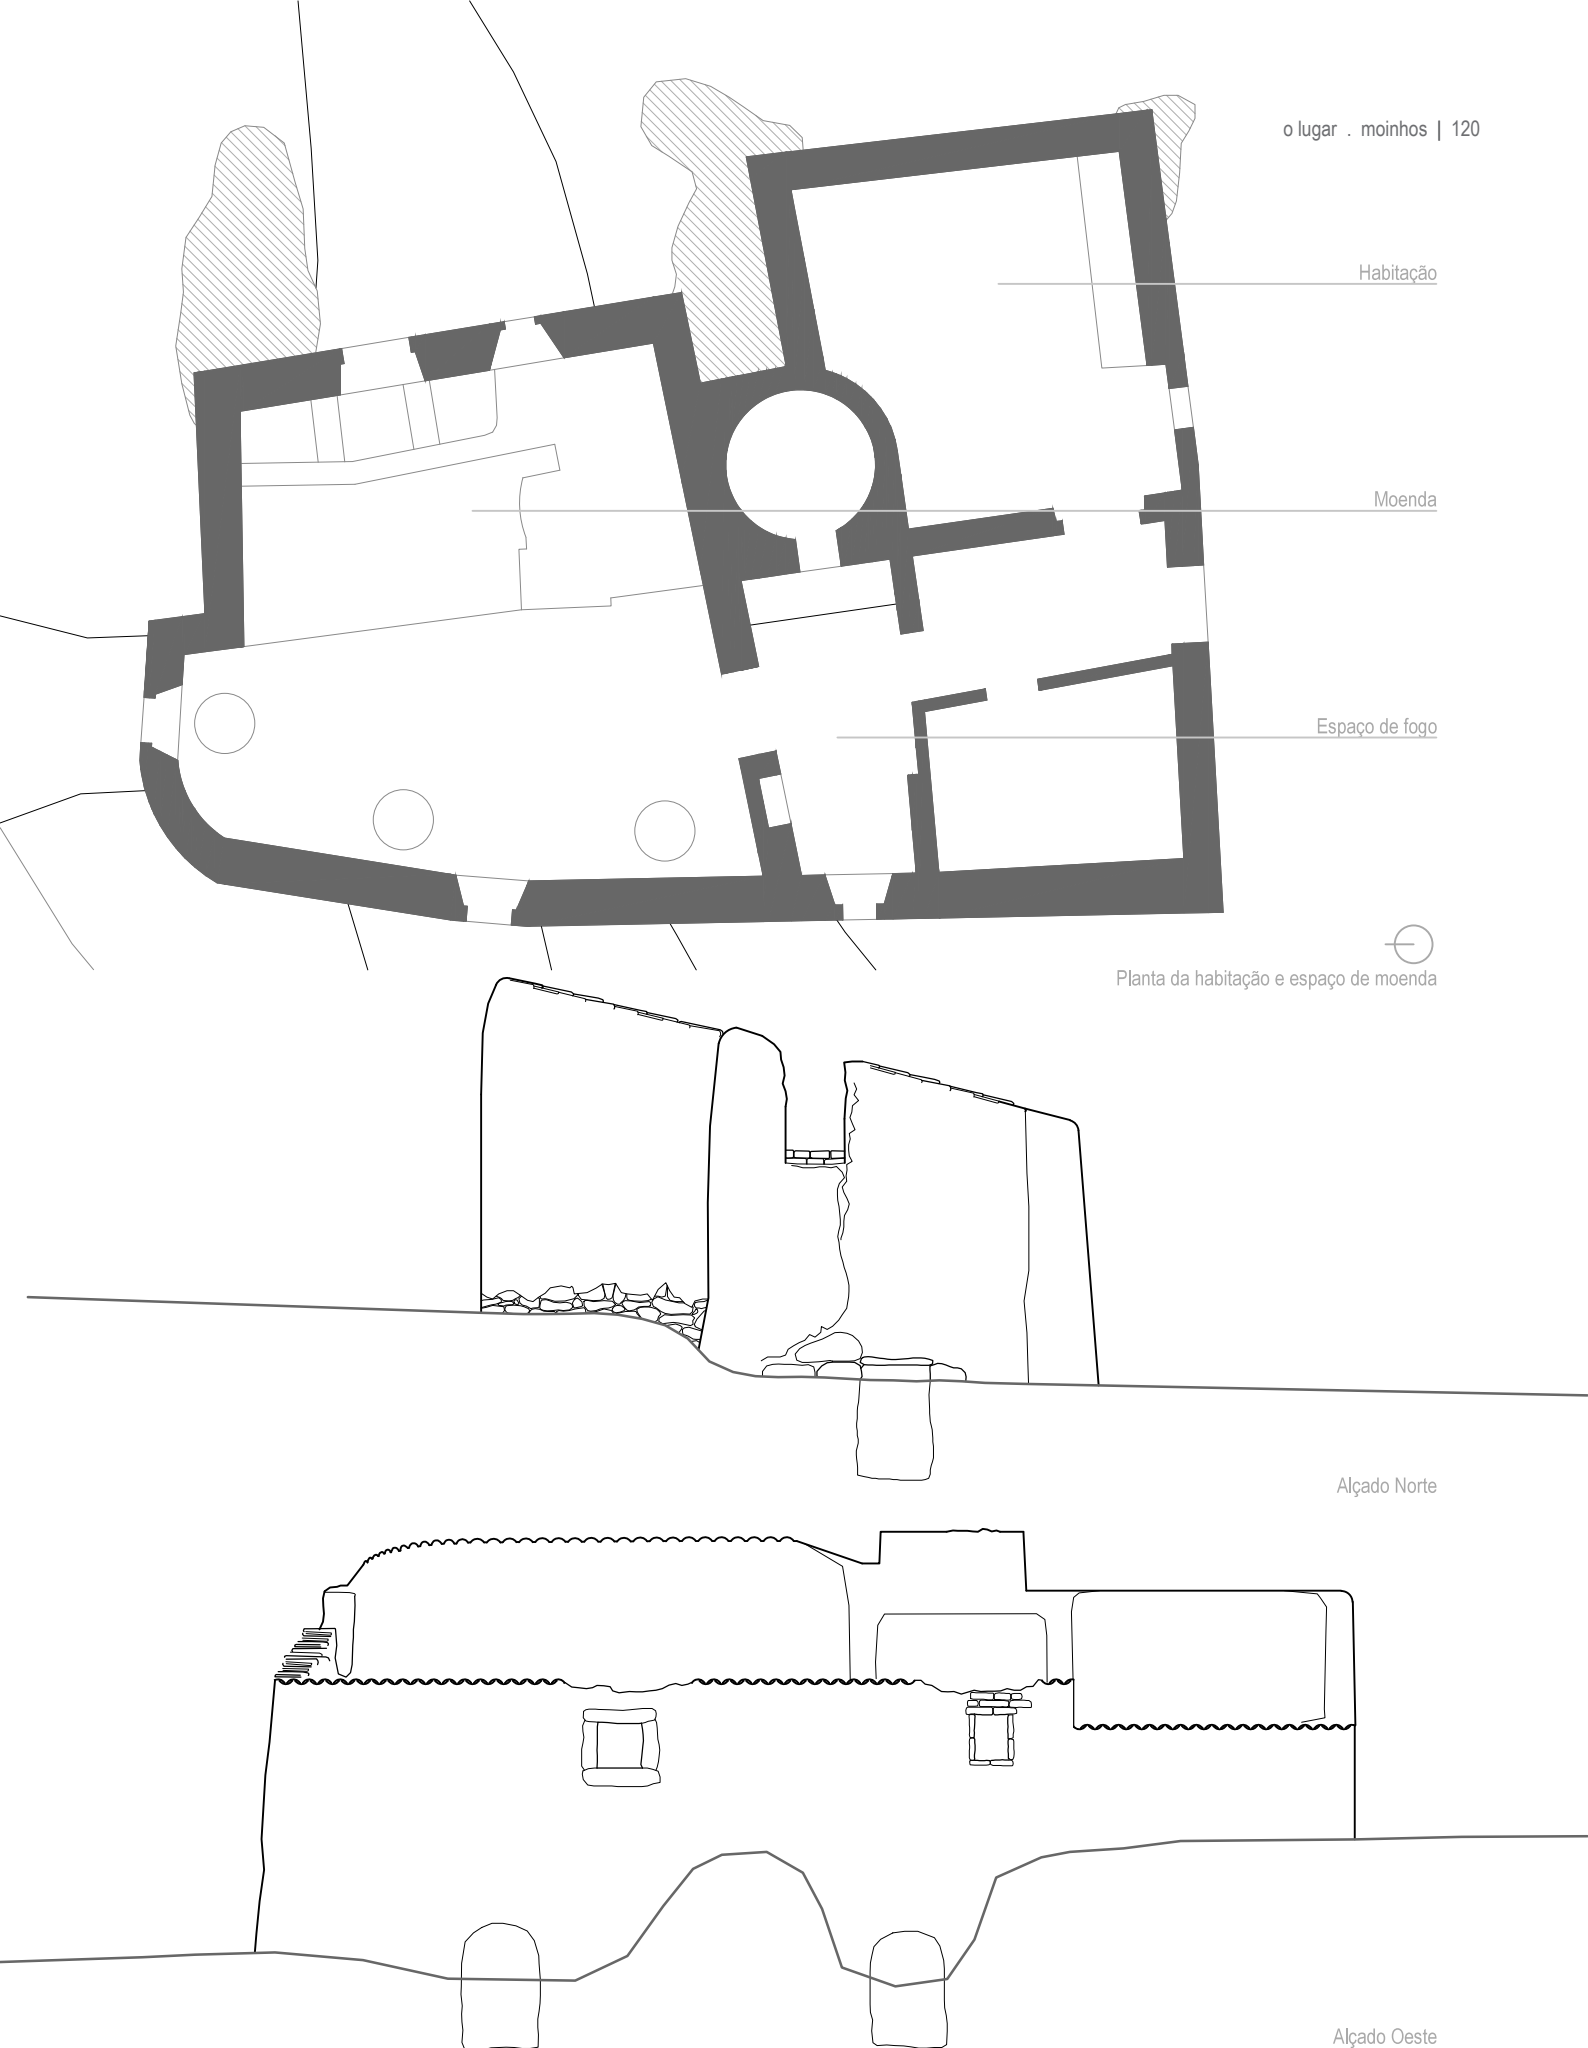 o lugar . moinhos | 120
Habitação
Moenda
Espaço de fogo
Planta da habitação e espaço de moenda
Alçado Norte
Alçado Oeste